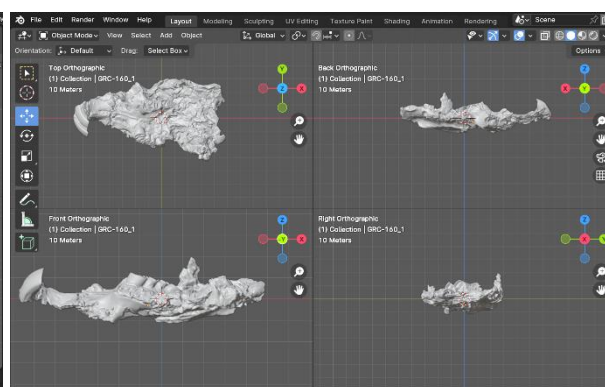 File Edit Render Window Help Layout Modeling Sculpting UV Editing Texture Paint Shading Animation Rendering Scene
Object Mode View Select Add Object Global
Orientation: Default Drag: Select Box Options
Top Orthographic
(1) Collection | GRC-160_1
10 Meters
Y
Z
X
Back Orthographic
(1) Collection | GRC-160_1
10 Meters
Z
X
Y
Front Orthographic
(1) Collection | GRC-160_1
10 Meters
Z
X
Right Orthographic
(1) Collection | GRC-160_1
10 Meters
Z
Y